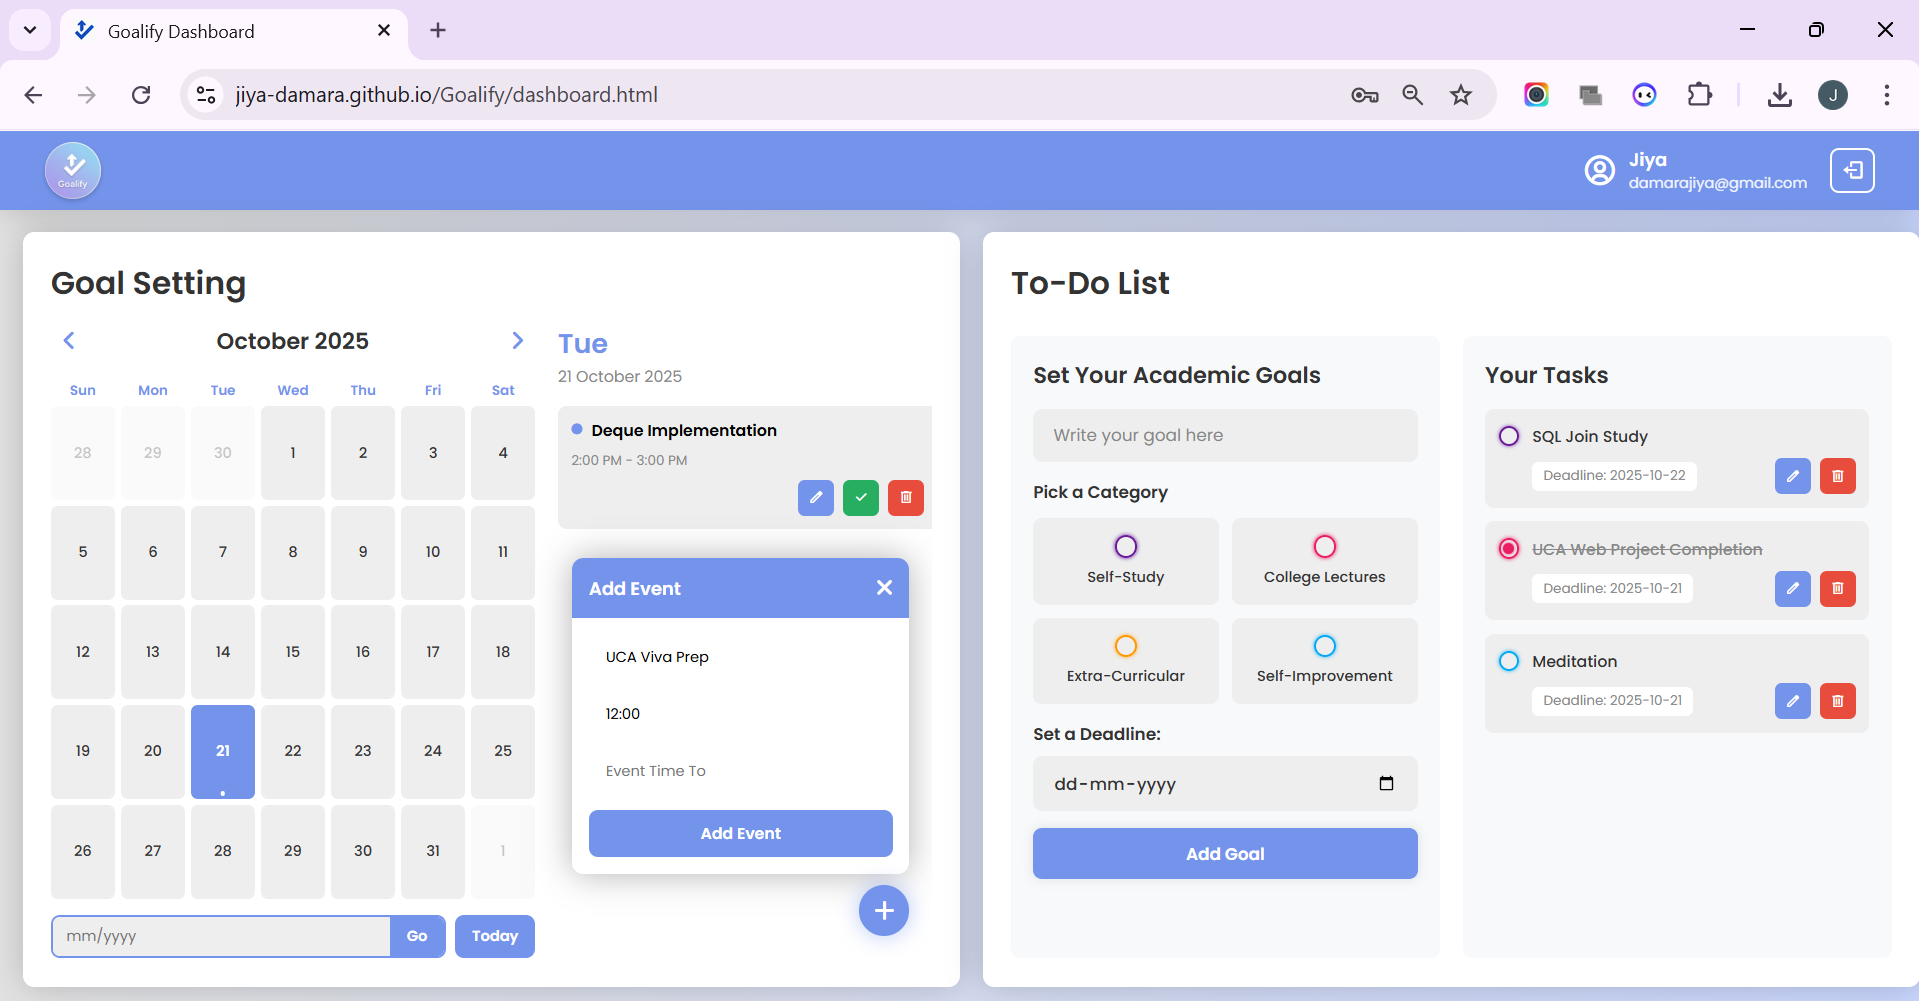 Goalify Dashboard
jiya-damara.github.io/Goalify/dashboard.html
J
Goalify
Jiya
damarajiya@gmail.com
Goal Setting
October 2025
Sun Mon Tue Wed Thu Fri Sat
28 29 30 1 2 3 4
5 6 7 8 9 10 11
12 13 14 15 16 17 18
19 20 21 22 23 24 25
26 27 28 29 30 31 1
mm/yyyy Go Today
Tue
21 October 2025
Deque Implementation
2:00 PM - 3:00 PM
Add Event
UCA Viva Prep
12:00
Event Time To
Add Event
To-Do List
Set Your Academic Goals
Write your goal here
Pick a Category
Self-Study College Lectures
Extra-Curricular Self-Improvement
Set a Deadline:
dd-mm-yyyy
Add Goal
Your Tasks
SQL Join Study
Deadline: 2025-10-22
UCA Web Project Completion
Deadline: 2025-10-21
Meditation
Deadline: 2025-10-21